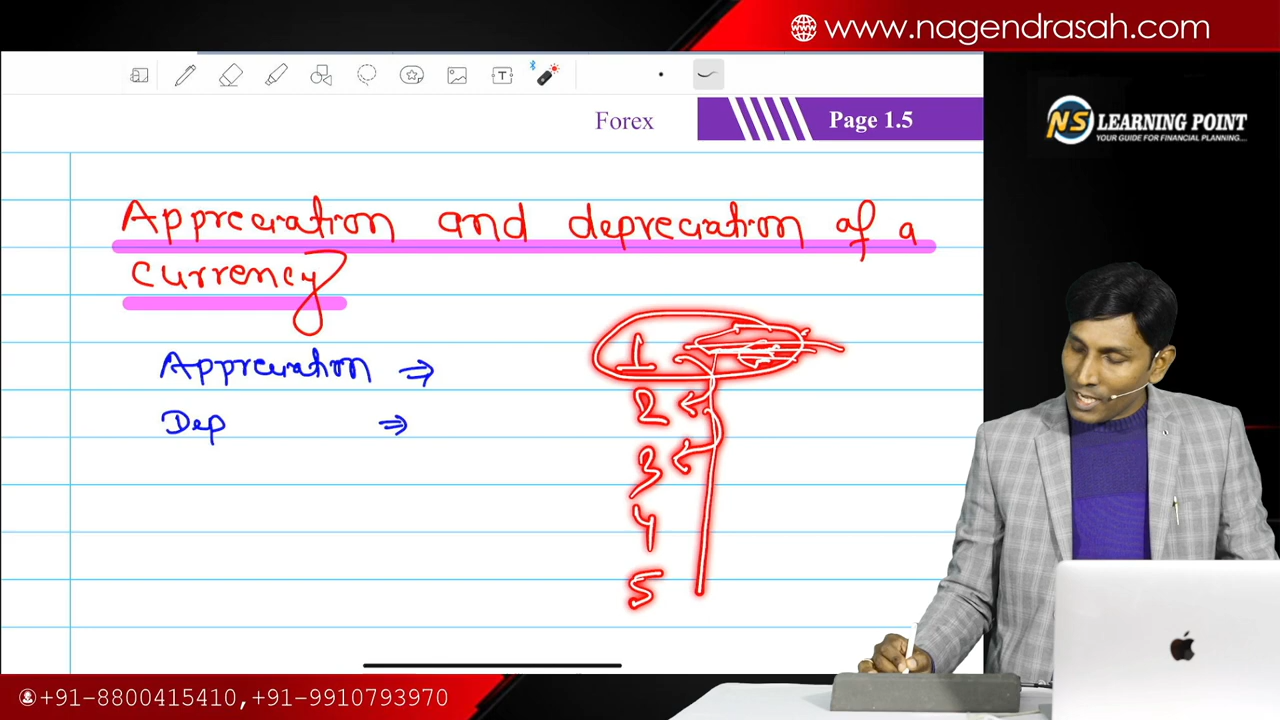 www.nagendrasah.com
Forex
Page 1.5
NS LEARNING POINT
YOUR GUIDE FOR FINANCIAL PLANNING....
T
Appreciation and depreciation of a
currency
Appreciation ⇒
Dep ⇒
1
2
3
4
5
+91-8800415410,+91-9910793970